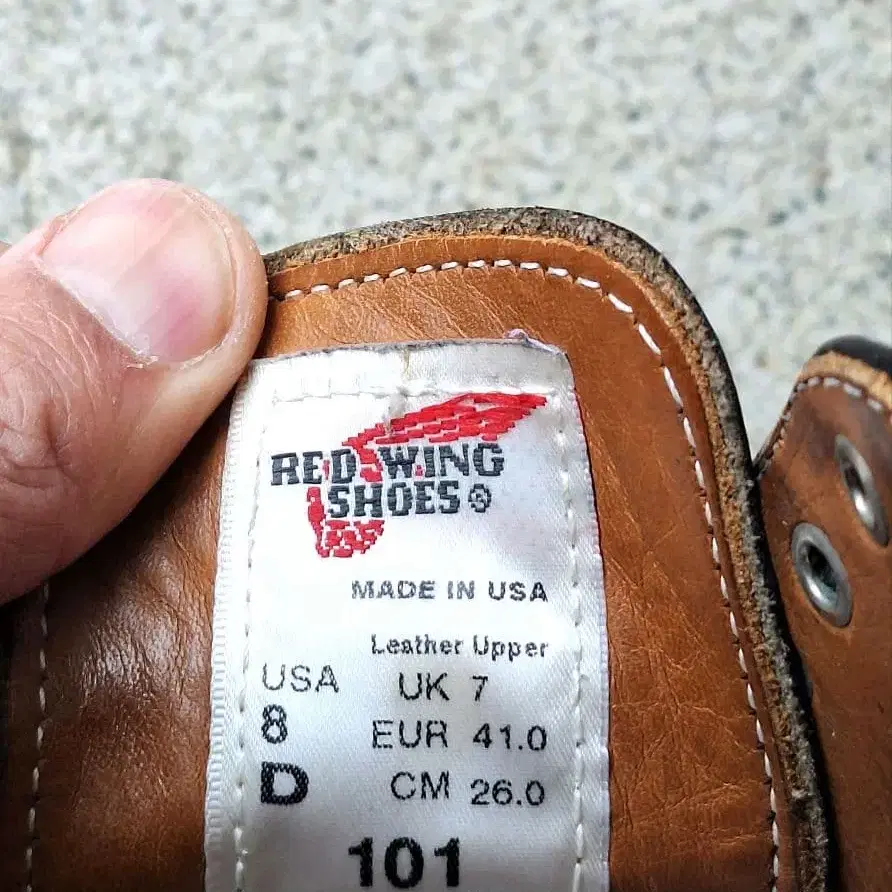 RED WING
SHOES®
MADE IN USA
Leather Upper
USA UK 7
8 EUR 41.0
D CM 26.0
101